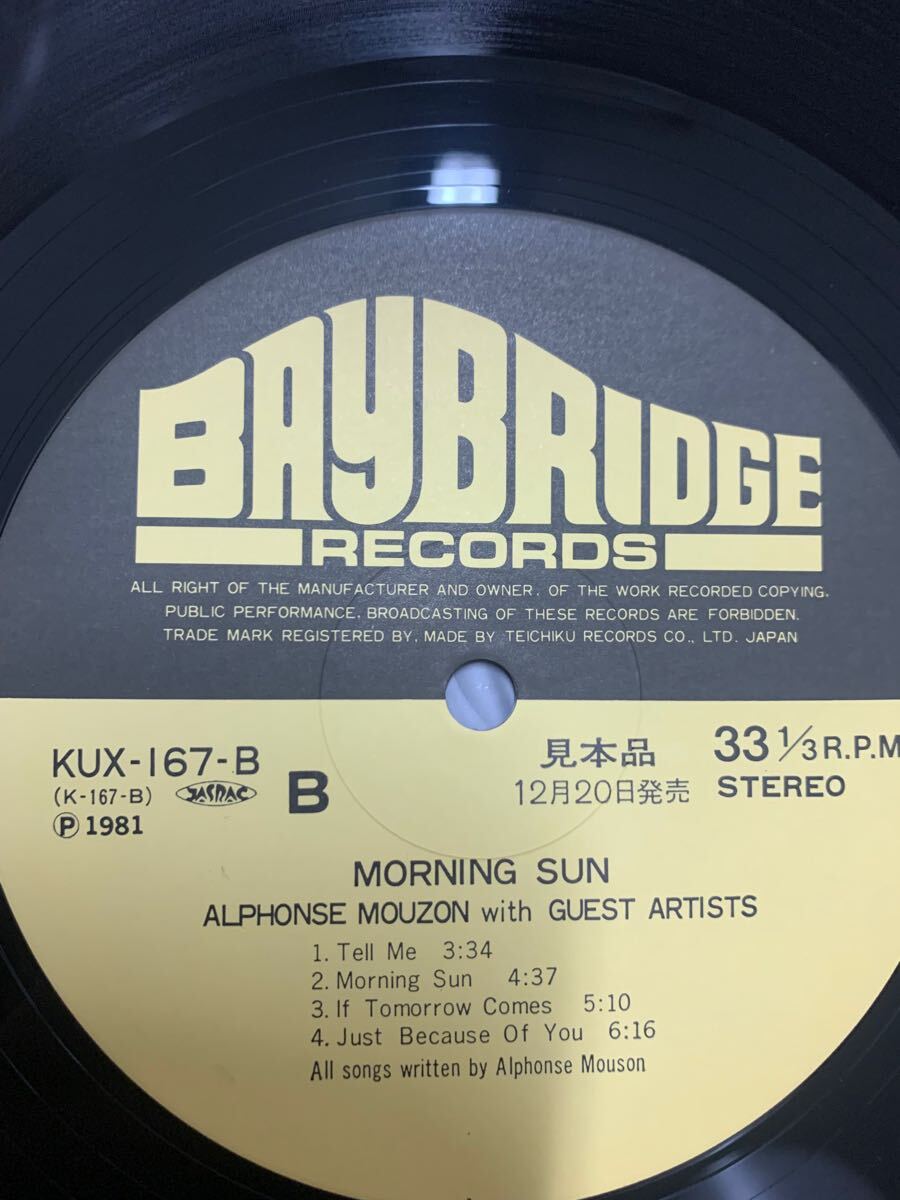 BAYBRIDGE
RECORDS
ALL RIGHT OF THE MANUFACTURER AND OWNER. OF THE WORK RECORDED COPYING.
PUBLIC PERFORMANCE. BROADCASTING OF THESE RECORDS ARE FORBIDDEN.
TRADE MARK REGISTERED BY. MADE BY TEICHIKU RECORDS CO., LTD. JAPAN
KUX-167-B B 見本品 33 1/3 R.P.M
(K-167-B) JASRAC 12月20日発売 STEREO
Ⓟ 1981
MORNING SUN
ALPHONSE MOUZON with GUEST ARTISTS
1. Tell Me 3:34
2. Morning Sun 4:37
3. If Tomorrow Comes 5:10
4. Just Because Of You 6:16
All songs written by Alphonse Mouson